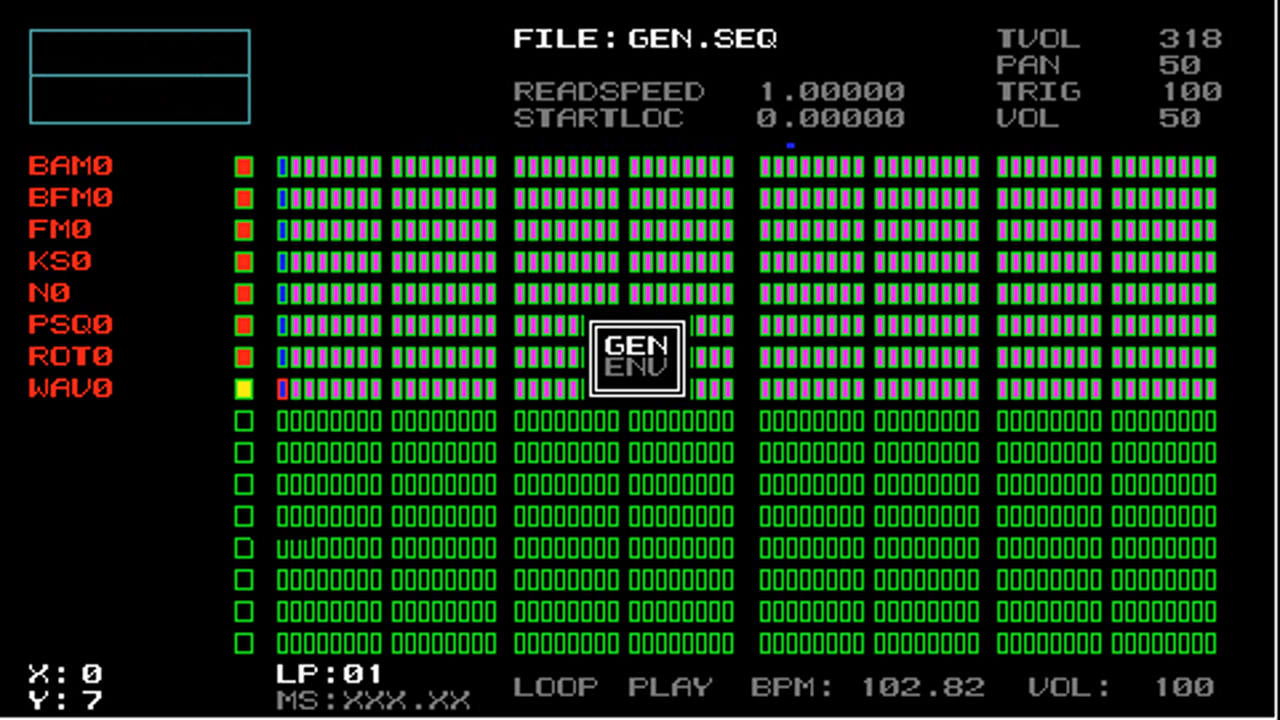 FILE: GEN.SEQ
TVOL 318
PAN 50
READSPEED 1.00000
TRIG 100
STARTLOC 0.00000
VOL 50
BAM0
BFM0
FM0
KS0
N0
PSQ0
GEN
ROT0
ENV
WAV0
X: 0
LP:01
LOOP PLAY BPM: 102.82 VOL: 100
Y: 7
MS:XXX.XX